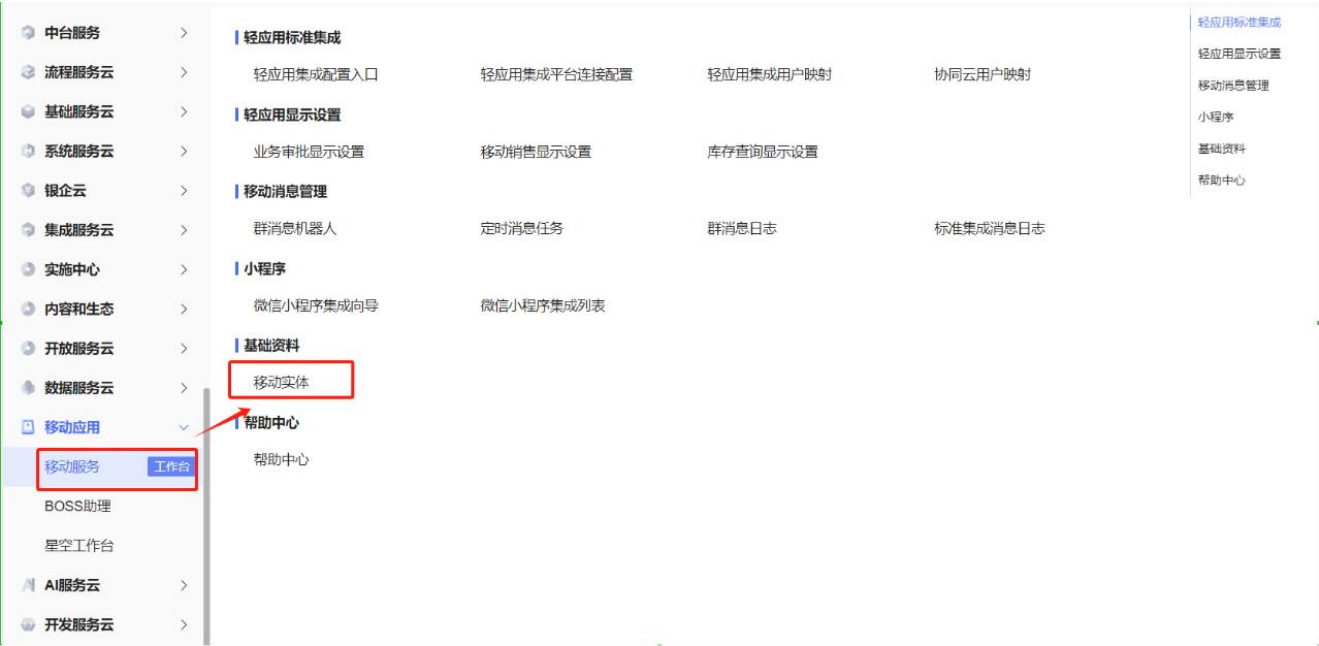 中台服务
流程服务云
基础服务云
系统服务云
银企云
集成服务云
实施中心
内容和生态
开放服务云
数据服务云
移动应用
移动服务 工作台
BOSS助理
星空工作台
AI服务云
开发服务云
轻应用标准集成
轻应用集成配置入口 轻应用集成平台连接配置 轻应用集成用户映射 协同云用户映射
轻应用显示设置
业务审批显示设置 移动销售显示设置 库存查询显示设置
移动消息管理
群消息机器人 定时消息任务 群消息日志 标准集成消息日志
小程序
微信小程序集成向导 微信小程序集成列表
基础资料
移动实体
帮助中心
帮助中心
轻应用标准集成
轻应用显示设置
移动消息管理
小程序
基础资料
帮助中心